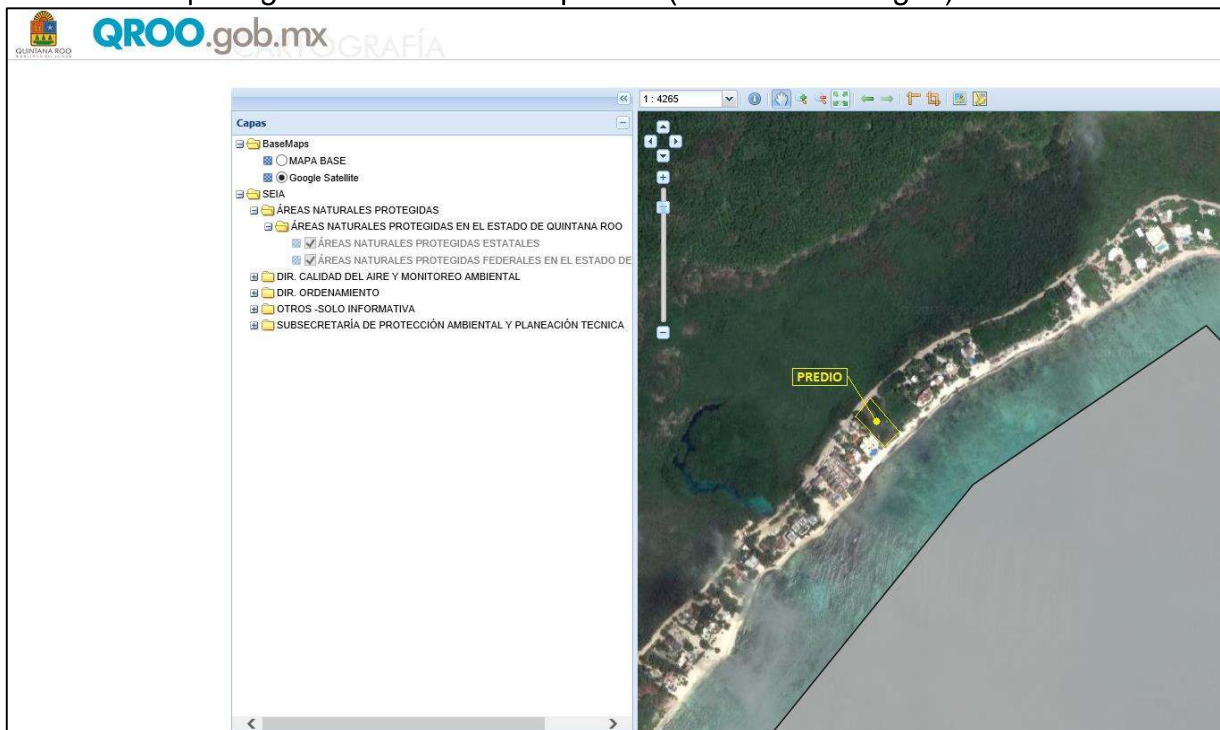 QUINTANA ROO
QROO.gob.mx
CARTOGRAFÍA
1 : 4265
Capas
BaseMaps
MAPA BASE
Google Satellite
SEIA
ÁREAS NATURALES PROTEGIDAS
ÁREAS NATURALES PROTEGIDAS EN EL ESTADO DE QUINTANA ROO
ÁREAS NATURALES PROTEGIDAS ESTATALES
ÁREAS NATURALES PROTEGIDAS FEDERALES EN EL ESTADO DE
DIR. CALIDAD DEL AIRE Y MONITOREO AMBIENTAL
DIR. ORDENAMIENTO
OTROS -SOLO INFORMATIVA
SUBSECRETARÍA DE PROTECCIÓN AMBIENTAL Y PLANEACIÓN TECNICA
PREDIO